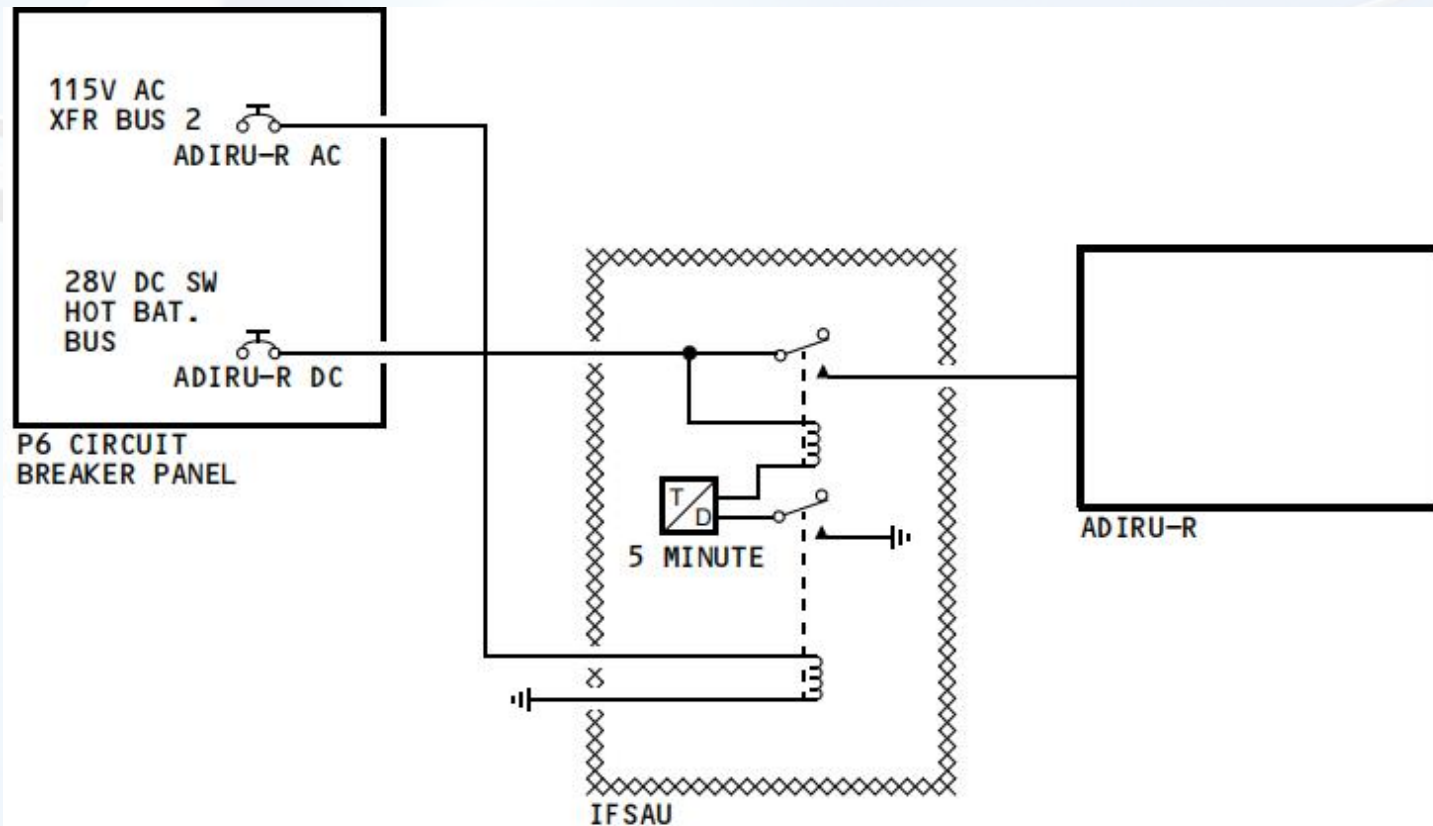 115V AC
XFR BUS 2
ADIRU-R AC
28V DC SW
HOT BAT.
BUS
ADIRU-R DC
P6 CIRCUIT
BREAKER PANEL
T
D
5 MINUTE
ADIRU-R
IFSAU